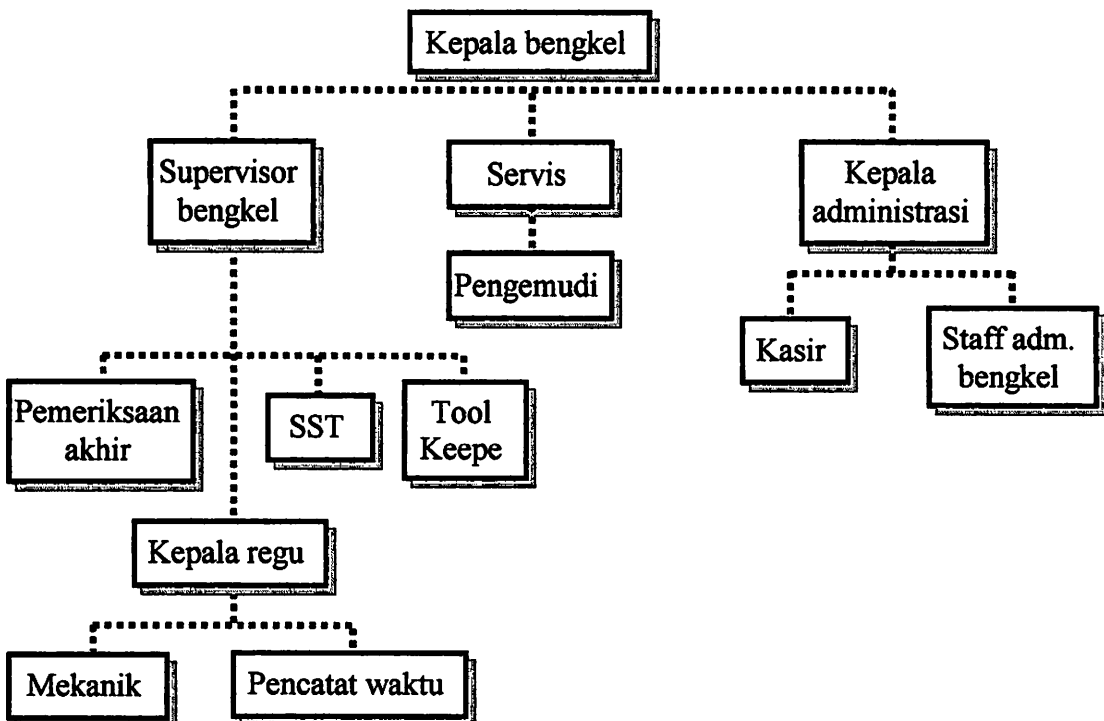 Kepala bengkel
Supervisor
bengkel
Servis
Kepala
administrasi
Pengemudi
Kasir
Staff adm.
bengkel
Pemeriksaan
akhir
SST
Tool
Keepe
Kepala regu
Mekanik
Pencatat waktu